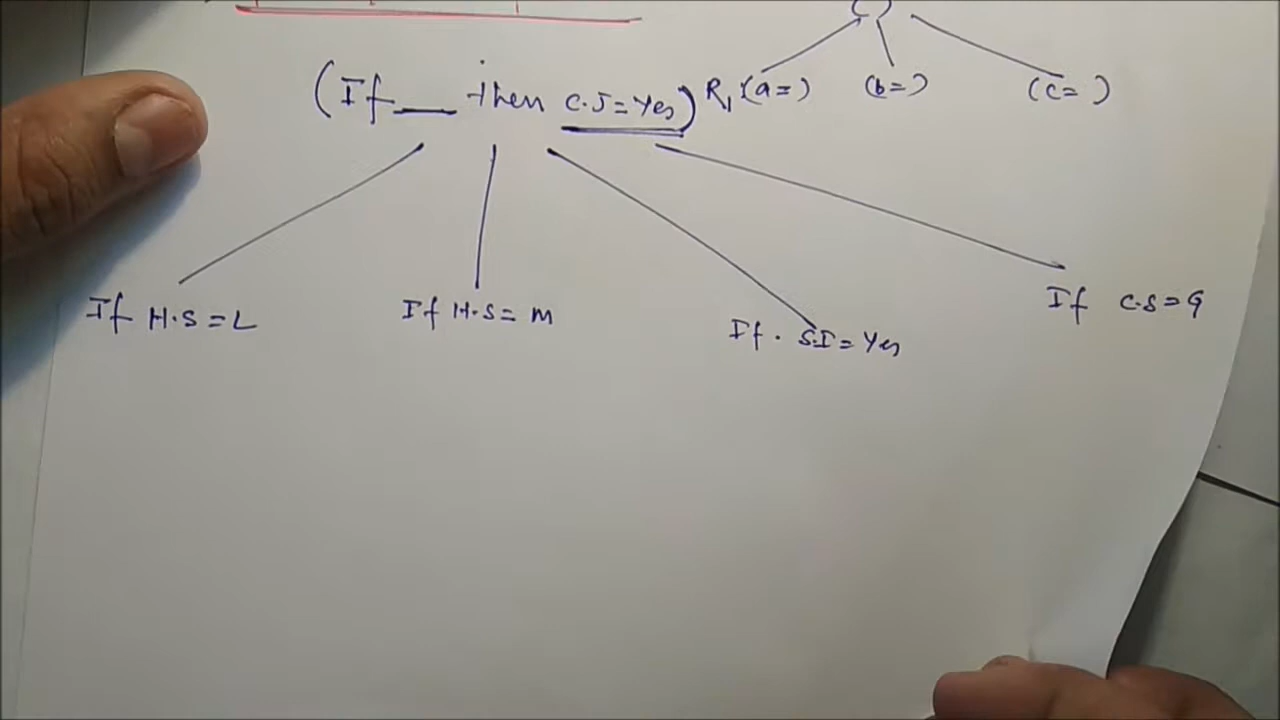 (If ___ then C.J = Yes) R1 (a = ) (b = ) (c = )
If H.S = L
If H.S = M
If . S.I = Yes
If C.S = G